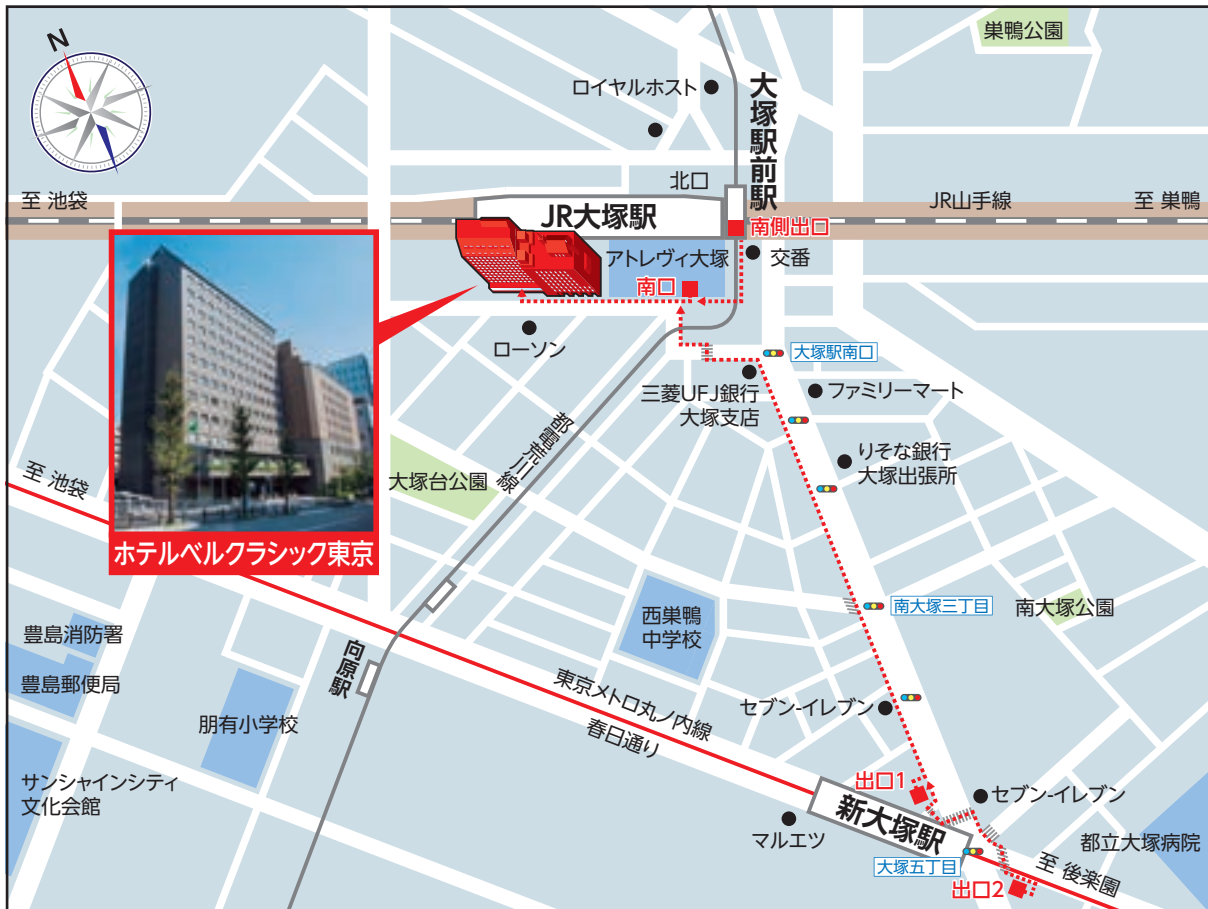 N
巣鴨公園
ロイヤルホスト
大塚駅前駅
北口
至 池袋
JR大塚駅
JR山手線
至 巣鴨
南側出口
アトレヴィ大塚
交番
南口
ローソン
大塚駅南口
三菱UFJ銀行
大塚支店
ファミリーマート
都電荒川線
りそな銀行
大塚出張所
至 池袋
大塚台公園
ホテルベルクラシック東京
南大塚三丁目
南大塚公園
西巣鴨
中学校
豊島消防署
向原駅
豊島郵便局
東京メトロ丸ノ内線
春日通り
セブン-イレブン
朋有小学校
サンシャインシティ
文化会館
出口1
セブン-イレブン
新大塚駅
マルエツ
都立大塚病院
大塚五丁目
至 後楽園
出口2